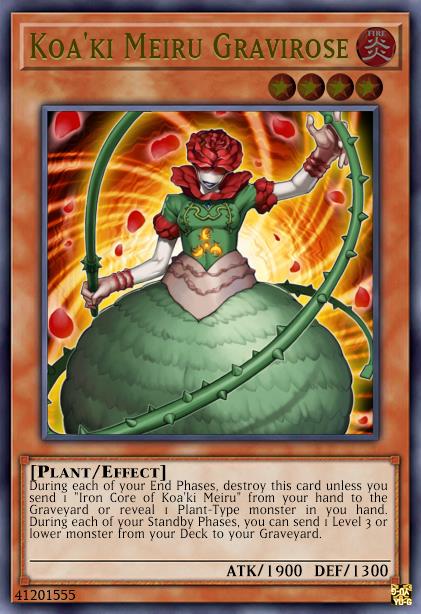 Koa'ki Meiru Gravirose
FIRE
炎
[Plant/Effect]
During each of your End Phases, destroy this card unless you
send 1 "Iron Core of Koa'ki Meiru" from your hand to the
Graveyard or reveal 1 Plant-Type monster in you hand.
During each of your Standby Phases, you can send 1 Level 3 or
lower monster from your Deck to your Graveyard.
ATK/1900 DEF/1300
41201555